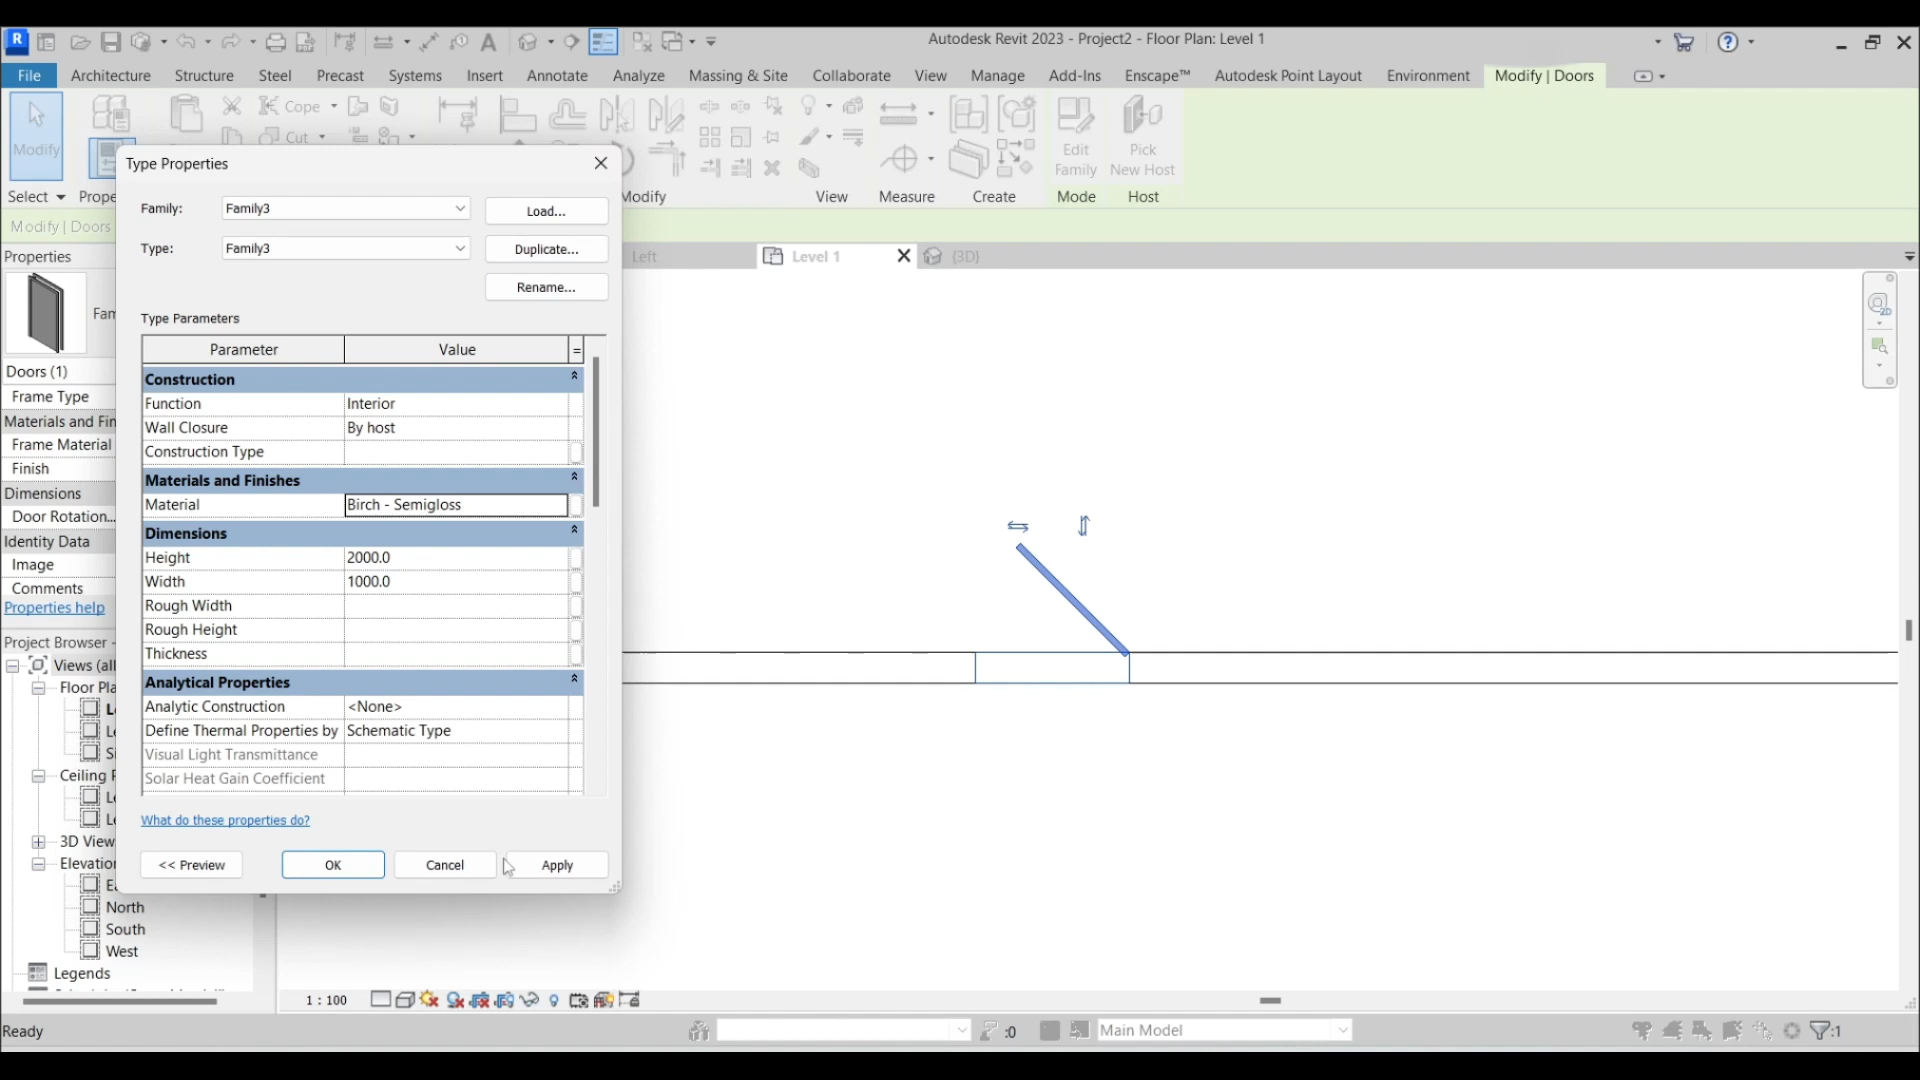 Autodesk Revit 2023 - Project2 - Floor Plan: Level 1
File Architecture Structure Steel Precast Systems Insert Annotate Analyze Massing & Site Collaborate View Manage Add-Ins Enscape™ Autodesk Point Layout Environment Modify | Doors
Modify
Cope
Cut
Edit
Family
Pick
New Host
Select
Modify View Measure Create Mode Host
Modify | Doors
Properties
Left
Level 1
{3D}
Doors (1)
Frame Type
Frame Material
Finish
Dimensions
Door Rotation...
Identity Data
Image
Comments
Properties help
Project Browser -
Views (all
3D View
North
South
West
Legends
Type Properties
Family: Family3 Load...
Type: Family3 Duplicate...
Rename...
Type Parameters
Parameter Value =
Construction
Function Interior
Wall Closure By host
Construction Type
Materials and Finishes
Material Birch - Semigloss
Dimensions
Height 2000.0
Width 1000.0
Rough Width
Rough Height
Thickness
Analytical Properties
Analytic Construction <None>
Define Thermal Properties by Schematic Type
Visual Light Transmittance
Solar Heat Gain Coefficient
What do these properties do?
<< Preview OK Cancel Apply
1 : 100
Ready
:0
Main Model
:1